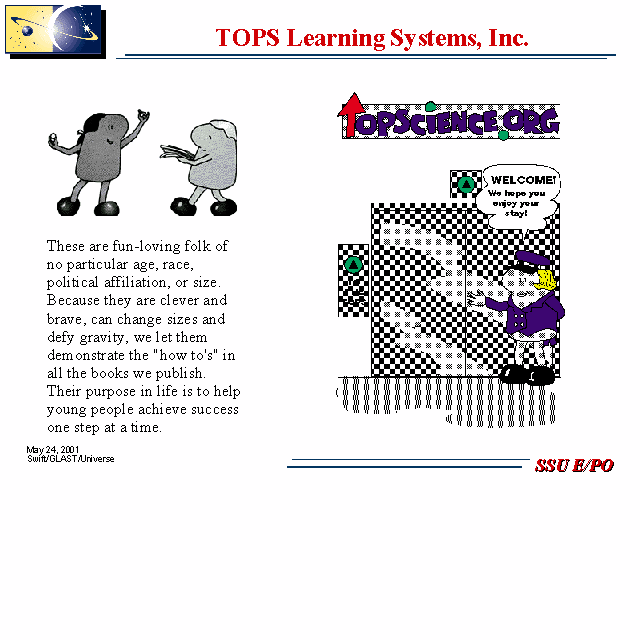 TOPS Learning Systems, Inc.
TOPSCIENCE.ORG
WELCOME!
We hope you
enjoy your
stay!
These are fun-loving folk of
no particular age, race,
political affiliation, or size.
Because they are clever and
brave, can change sizes and
defy gravity, we let them
demonstrate the "how to's" in
all the books we publish.
Their purpose in life is to help
young people achieve success
one step at a time.
May 24, 2001
Swift/GLAST/Universe
SSU E/PO